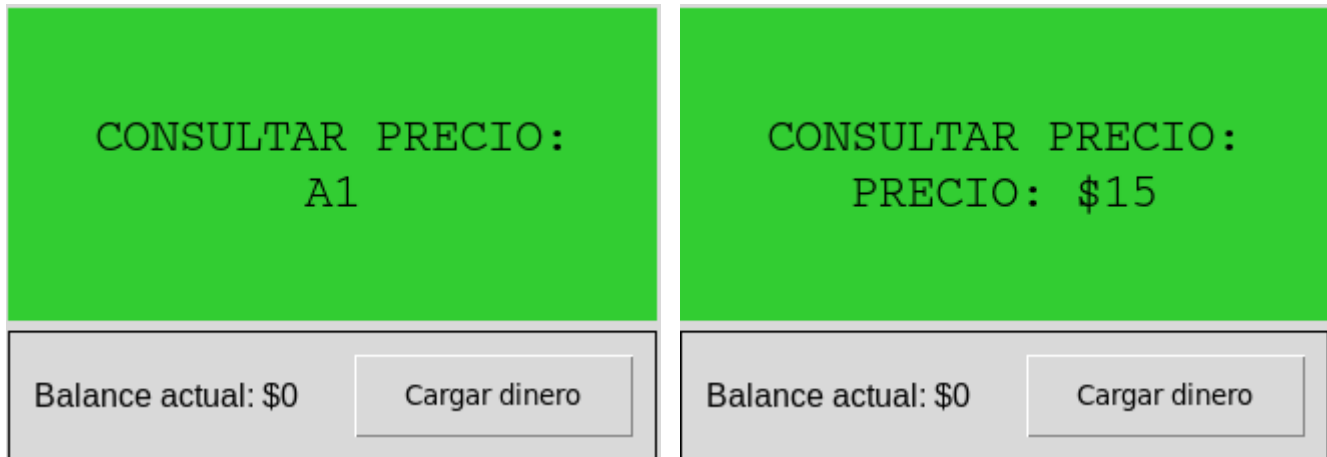 CONSULTAR PRECIO:
A1
Balance actual: $0
Cargar dinero
CONSULTAR PRECIO:
PRECIO: $15
Balance actual: $0
Cargar dinero